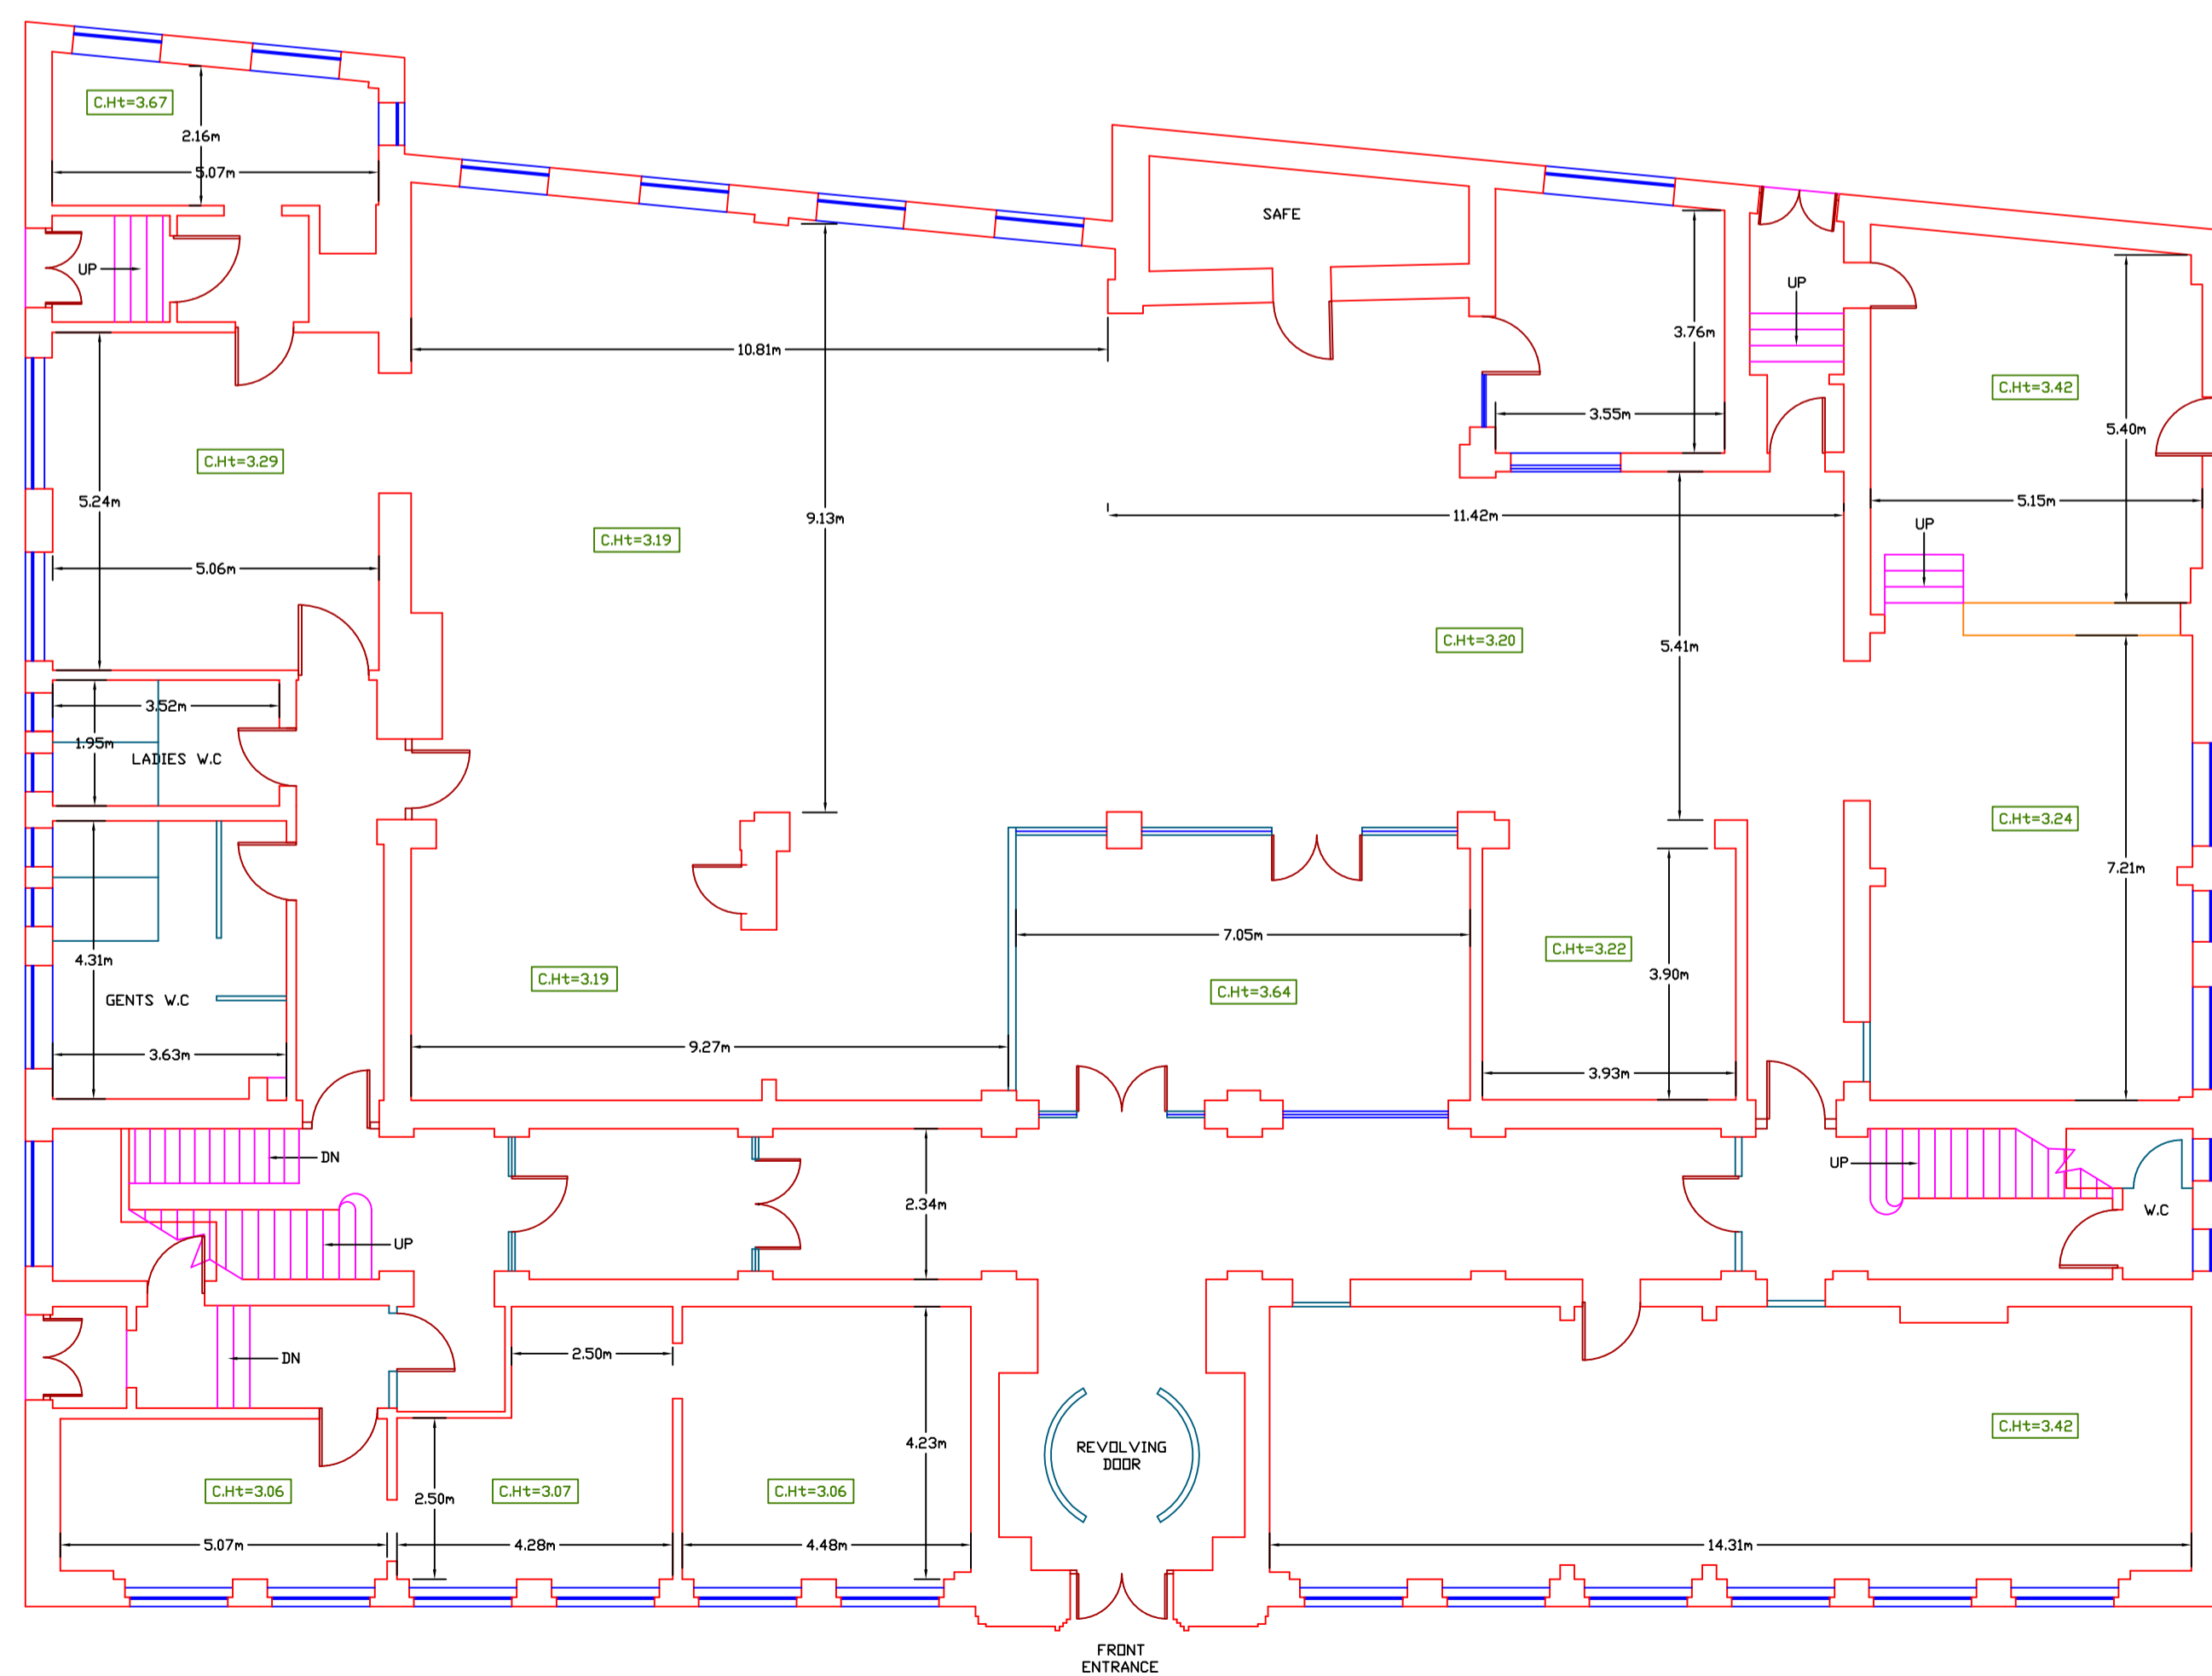 C.Ht=3.67
2.16m
5.07m
SAFE
UP
UP
3.76m
10.81m
C.Ht=3.42
3.55m
5.40m
C.Ht=3.29
5.24m
9.13m
11.42m
5.15m
UP
C.Ht=3.19
5.06m
C.Ht=3.20
5.41m
3.52m
1.95m
LADIES W.C
C.Ht=3.24
7.21m
7.05m
C.Ht=3.22
4.31m
3.90m
C.Ht=3.19
C.Ht=3.64
GENTS W.C
3.63m
9.27m
3.93m
DN
UP
2.34m
W.C
UP
2.50m
DN
C.Ht=3.42
4.23m
REVOLVING
DOOR
C.Ht=3.06
C.Ht=3.07
2.50m
C.Ht=3.06
5.07m
4.28m
4.48m
14.31m
FRONT
ENTRANCE